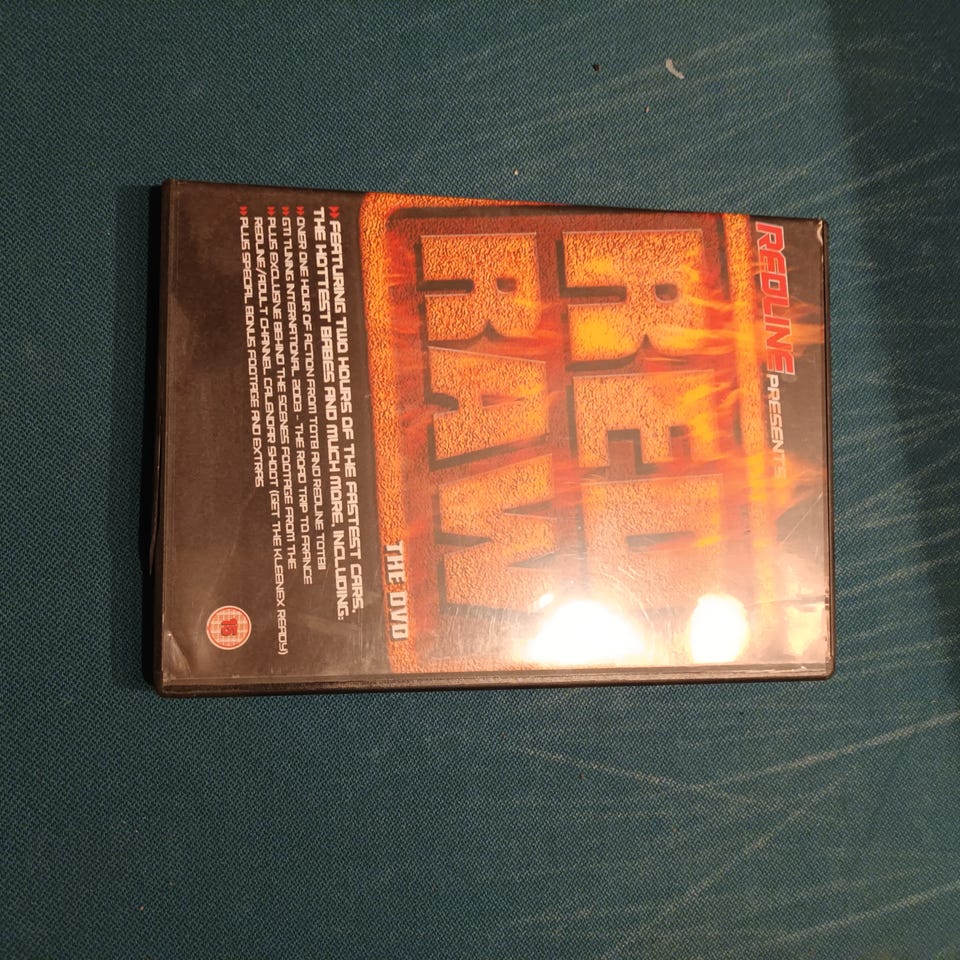 REDLINE PRESENTS
RED
RAW
THE DVD
» FEATURING TWO HOURS OF THE FASTEST CARS,
THE HOTTEST BABES AND MUCH MORE, INCLUDING:
» OVER ONE HOUR OF ACTION FROM TOTB AND REDLINE TOTBII
» GTI TUNING INTERNATIONAL 2003 - THE ROAD TRIP TO FRANCE
» PLUS EXCLUSIVE BEHIND THE SCENES FOOTAGE FROM THE
REDLINE/ADULT CHANNEL CALENDAR SHOOT (GET THE KLEENEX READY)
» PLUS SPECIAL BONUS FOOTAGE AND EXTRAS
15